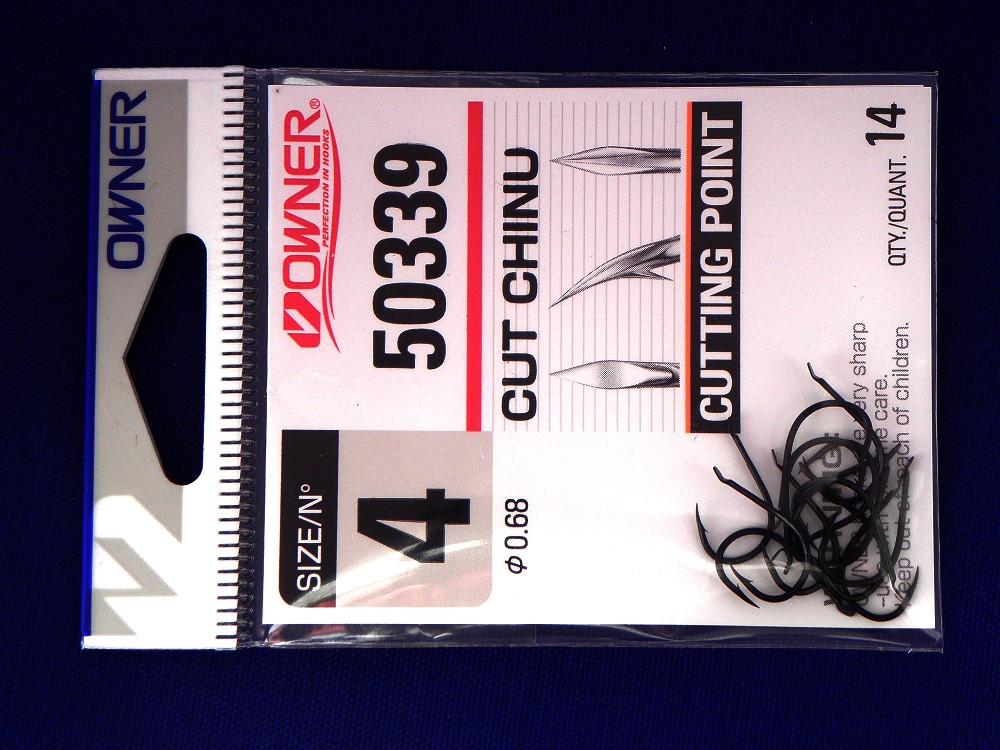 OWNER
OWNER®
PERFECTION IN HOOKS
50339
CUT CHINU
CUTTING POINT
QTY./QUANT. 14
SIZE/N°
4
Φ 0.68
very sharp
care.
of children.